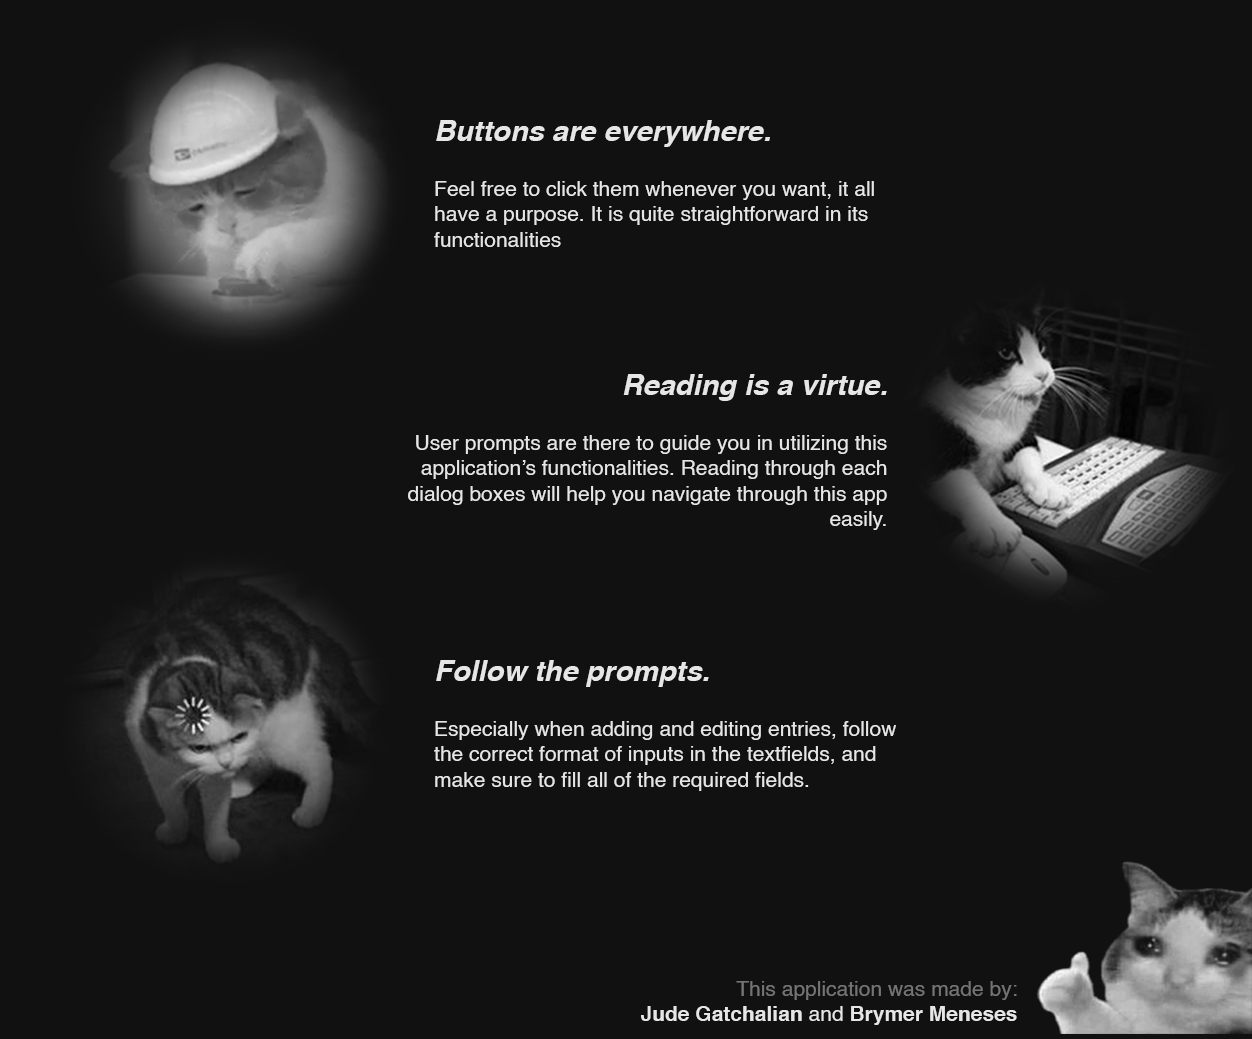 Buttons are everywhere.
Feel free to click them whenever you want, it all
have a purpose. It is quite straightforward in its
functionalities
Reading is a virtue.
User prompts are there to guide you in utilizing this
application’s functionalities. Reading through each
dialog boxes will help you navigate through this app
easily.
Follow the prompts.
Especially when adding and editing entries, follow
the correct format of inputs in the textfields, and
make sure to fill all of the required fields.
This application was made by:
Jude Gatchalian and Brymer Meneses